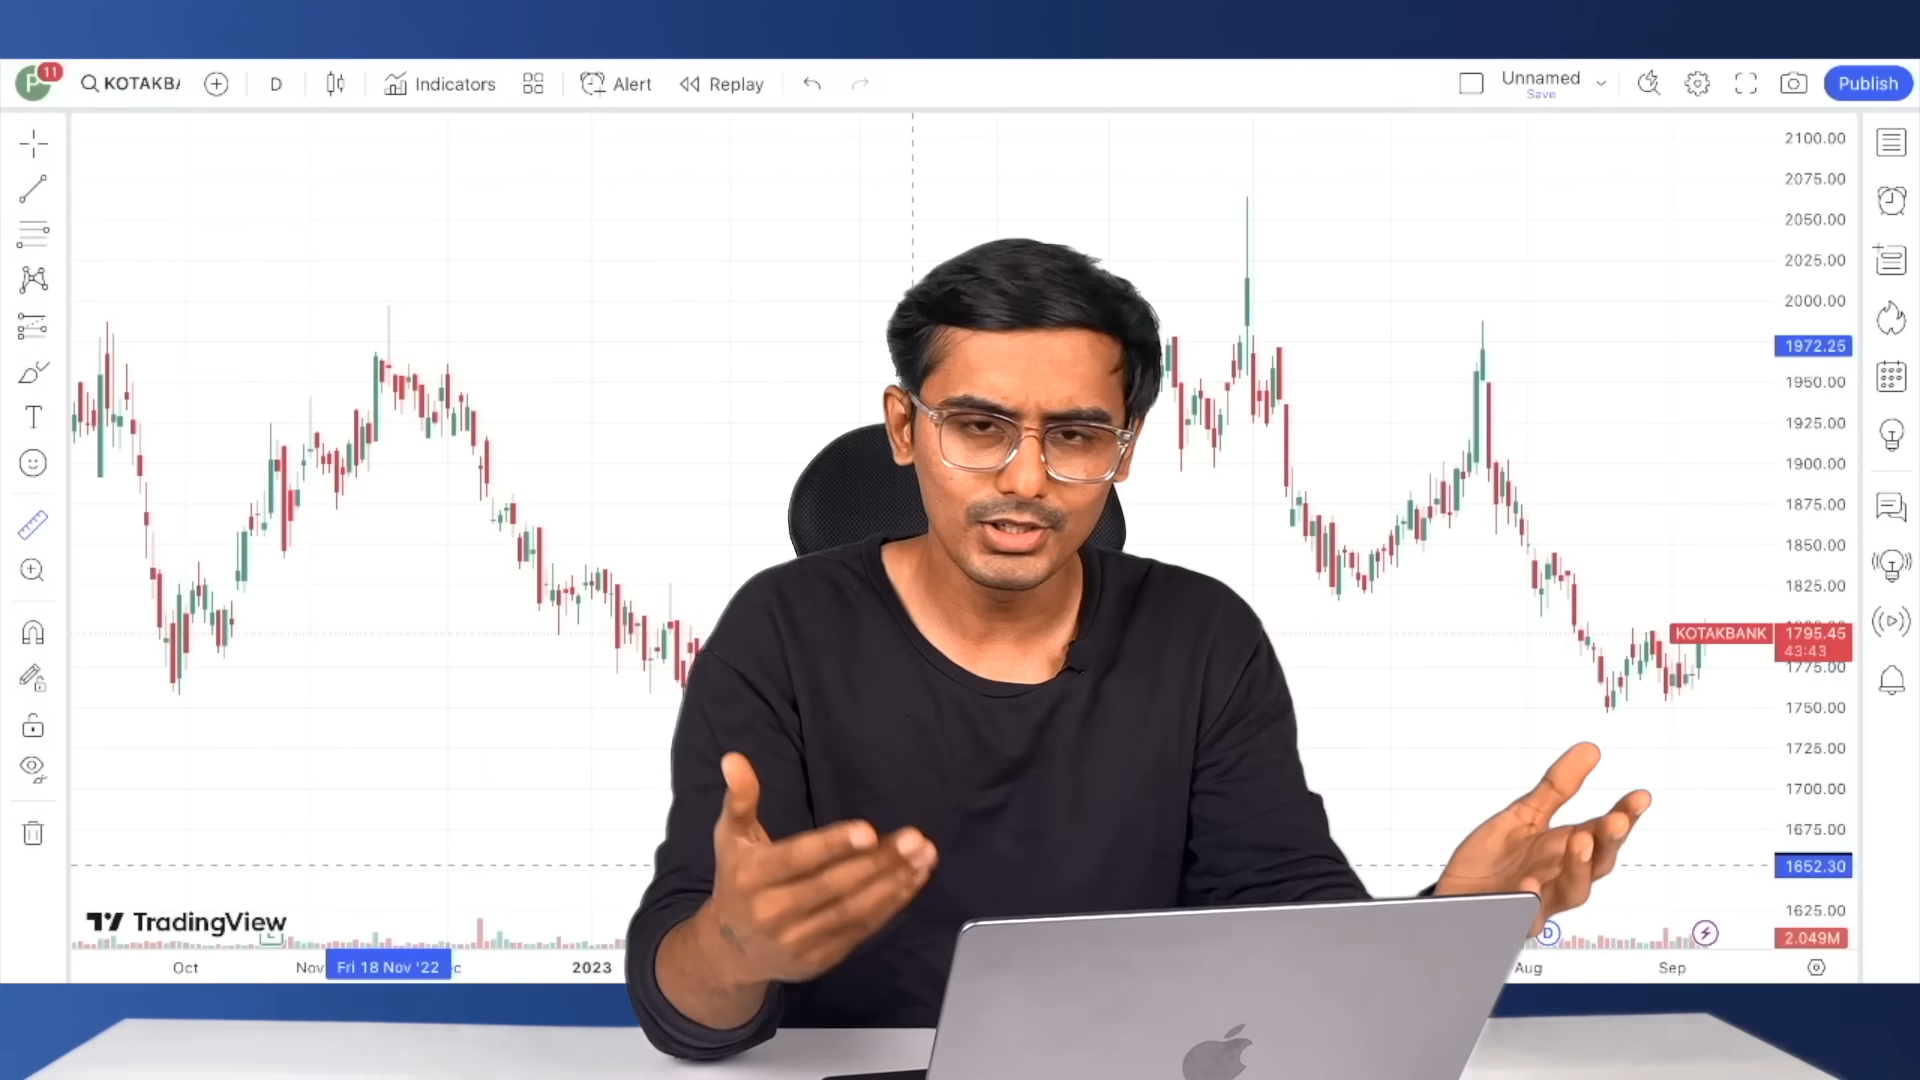 P
11
KOTAKBA
D
Indicators
Alert
Replay
Unnamed
Save
Publish
2100.00
2075.00
2050.00
2025.00
2000.00
1972.25
1950.00
1925.00
1900.00
1875.00
1850.00
1825.00
KOTAKBANK 1795.45
43:43
1775.00
1750.00
1725.00
1700.00
1675.00
1652.30
1625.00
TradingView
D
2.049M
Oct
Nov
Fri 18 Nov '22
2023
Aug
Sep